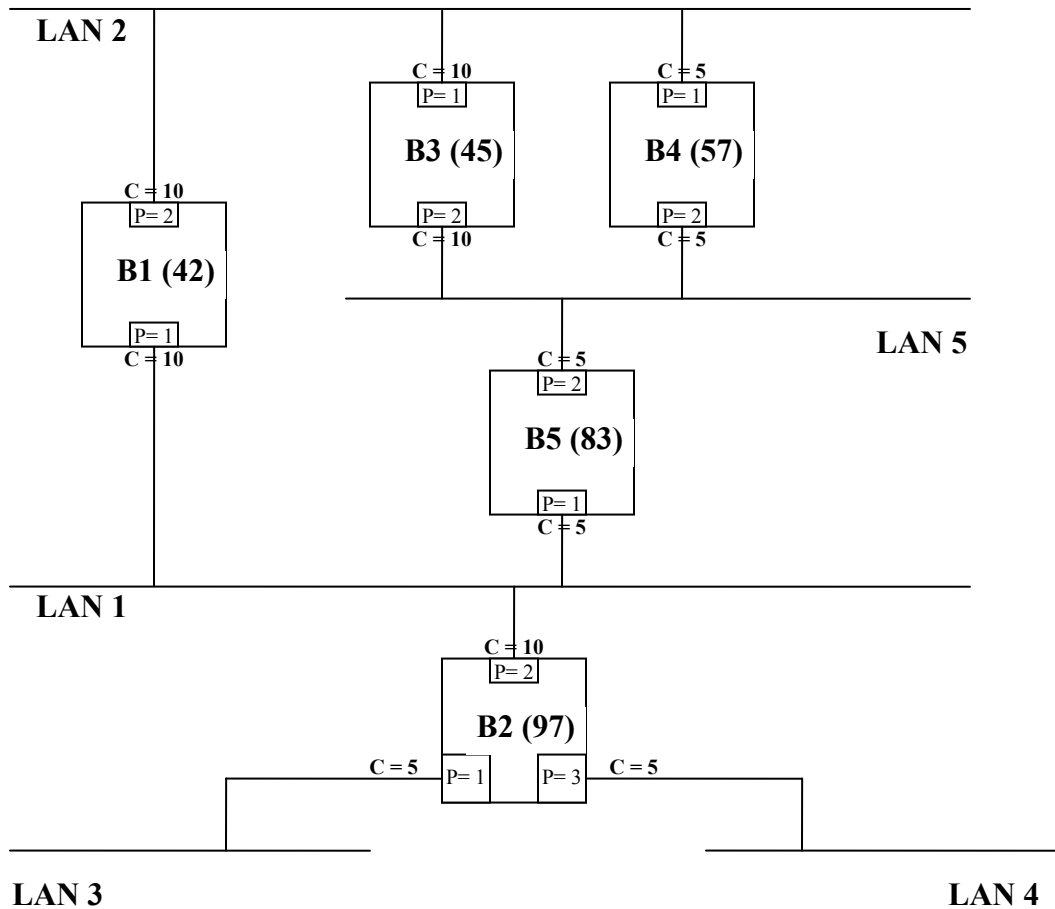 LAN 2
C = 10
C = 5
P= 1
P= 1
B3 (45)
B4 (57)
C = 10
P= 2
P= 2
P= 2
C = 10
C = 5
B1 (42)
P= 1
C = 10
LAN 5
C = 5
P= 2
B5 (83)
P= 1
C = 5
LAN 1
C = 10
P= 2
B2 (97)
C = 5
P= 1
P= 3
C = 5
LAN 3
LAN 4